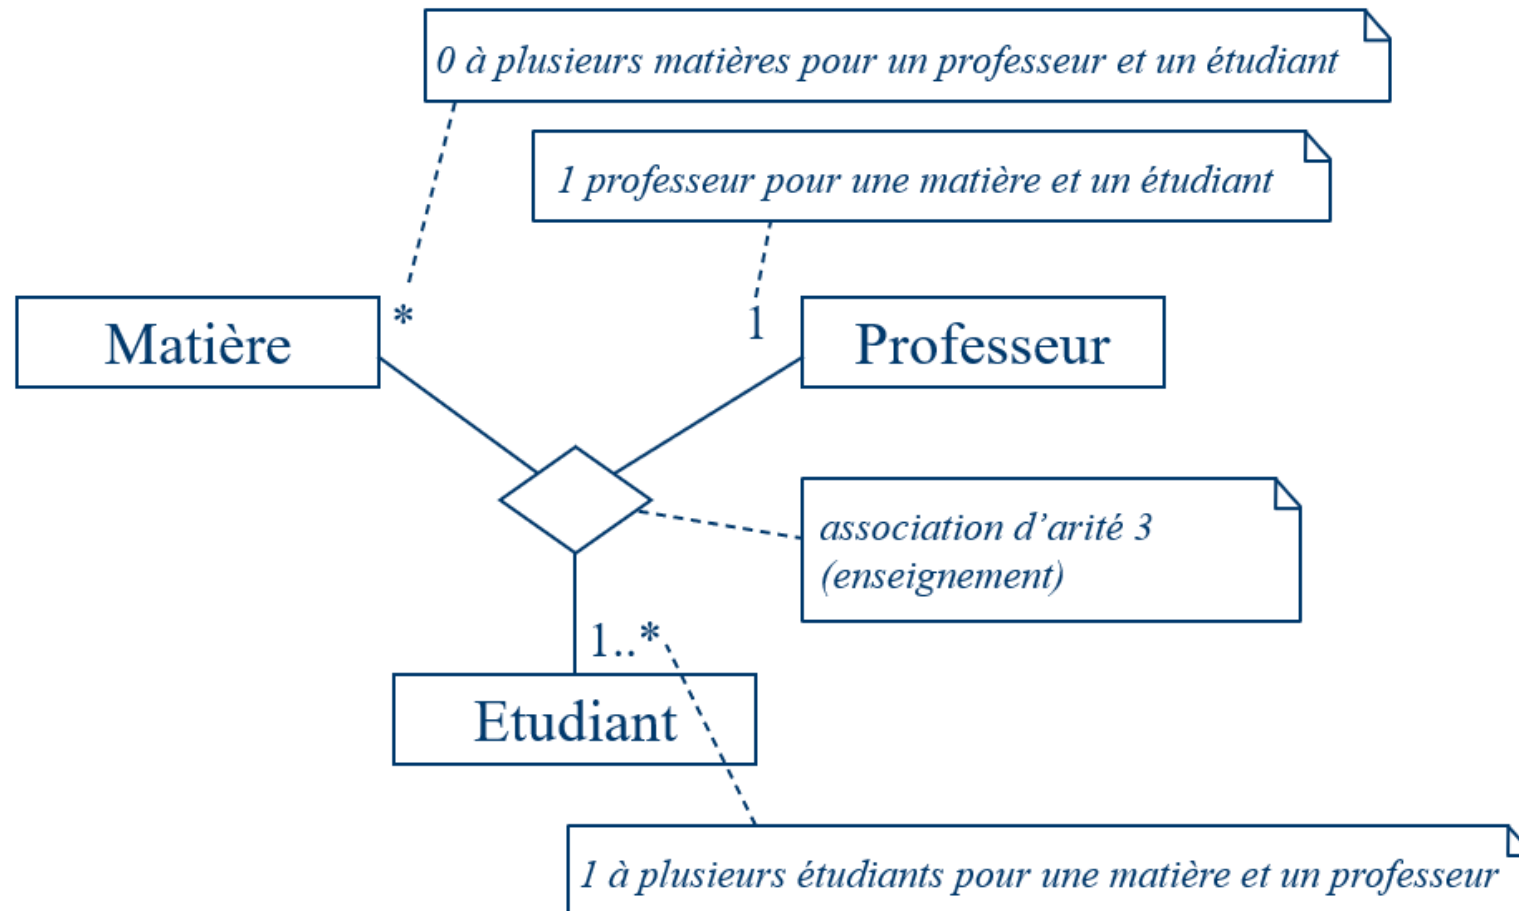 0 à plusieurs matières pour un professeur et un étudiant
1 professeur pour une matière et un étudiant
*
1
Matière
Professeur
association d’arité 3
(enseignement)
1..*
Etudiant
1 à plusieurs étudiants pour une matière et un professeur